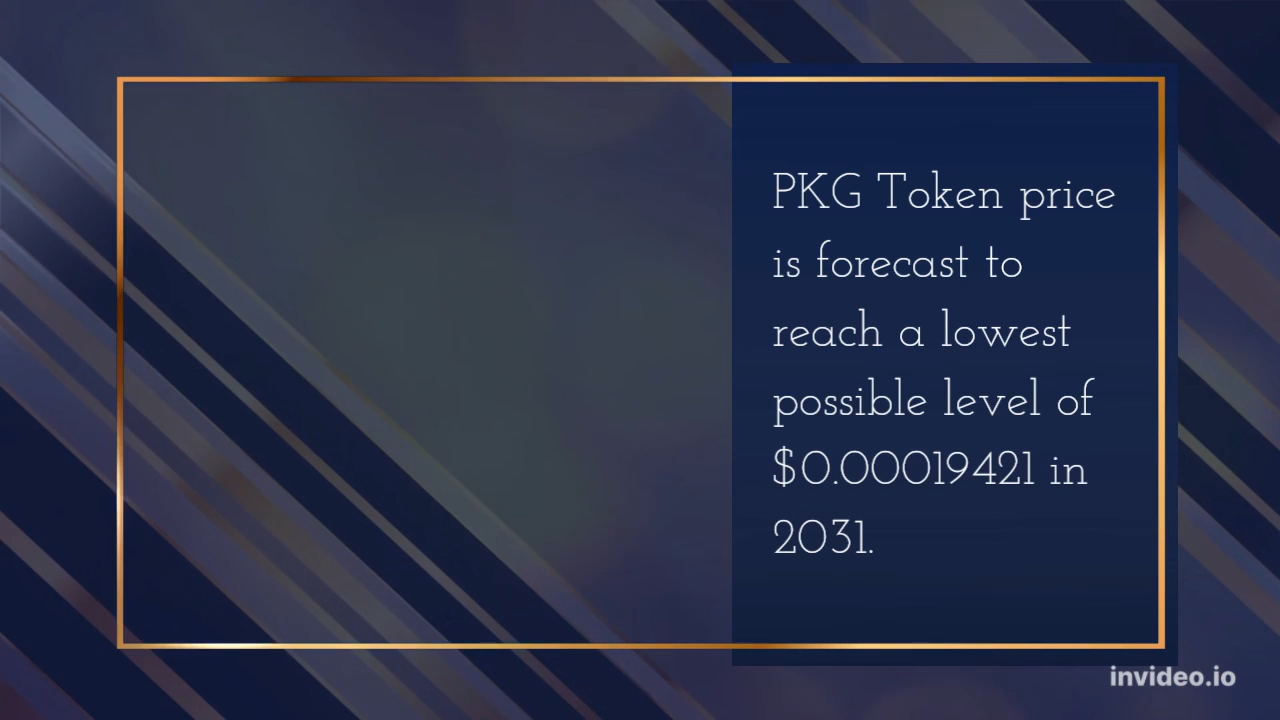 PKG Token price
is forecast to
reach a lowest
possible level of
$0.00019421 in
2031.
invideo.io